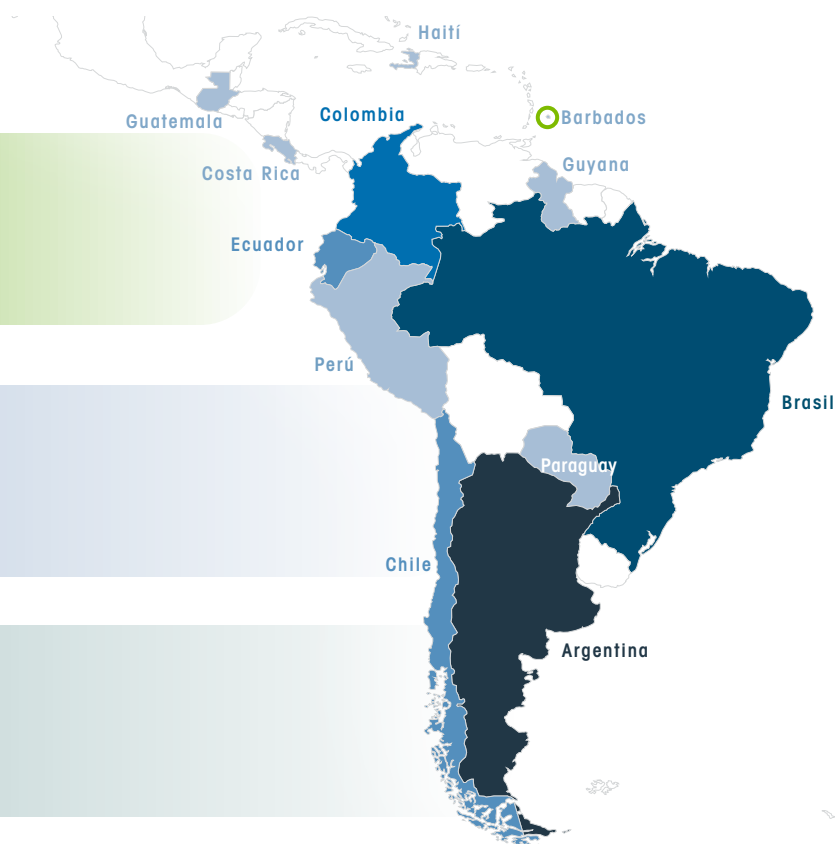 Haití
Guatemala
Colombia
Barbados
Costa Rica
Guyana
Ecuador
Perú
Brasil
Paraguay
Chile
Argentina